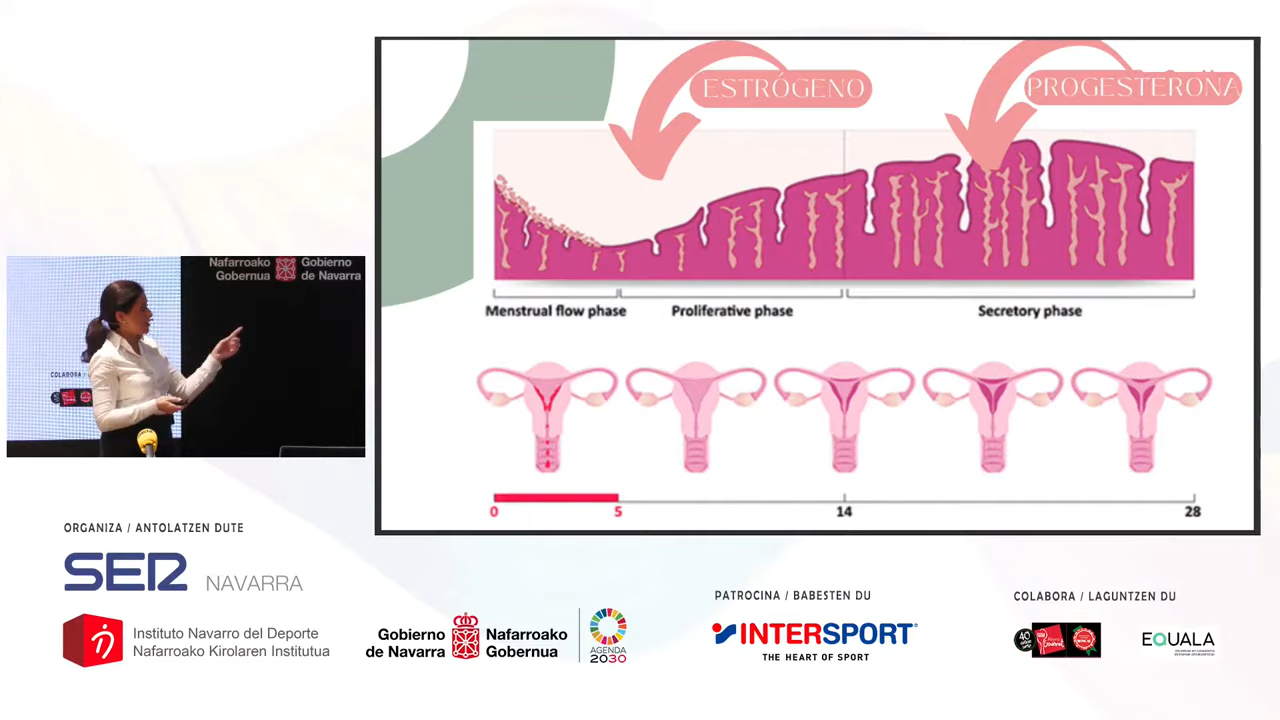 ESTRÓGENO
PROGESTERONA
Menstrual flow phase
Proliferative phase
Secretory phase
0
5
14
28
Nafarroako
Gobernua
Gobierno
de Navarra
COLABORA
ORGANIZA / ANTOLATZEN DUTE
SER NAVARRA
Instituto Navarro del Deporte
Nafarroako Kirolaren Institutua
Gobierno
de Navarra
Nafarroako
Gobernua
AGENDA
2030
PATROCINA / BABESTEN DU
INTERSPORT
THE HEART OF SPORT
COLABORA / LAGUNTZEN DU
40
EQUALA